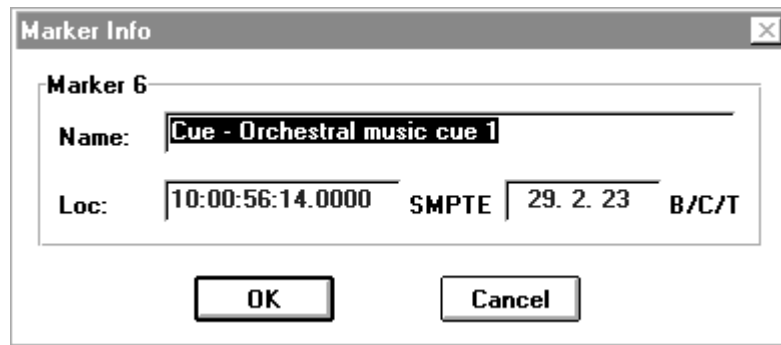 Marker Info
Marker 6
Name: Cue - Orchestral music cue 1
Loc: 10:00:56:14.0000 SMPTE 29. 2. 23 B/C/T
OK Cancel